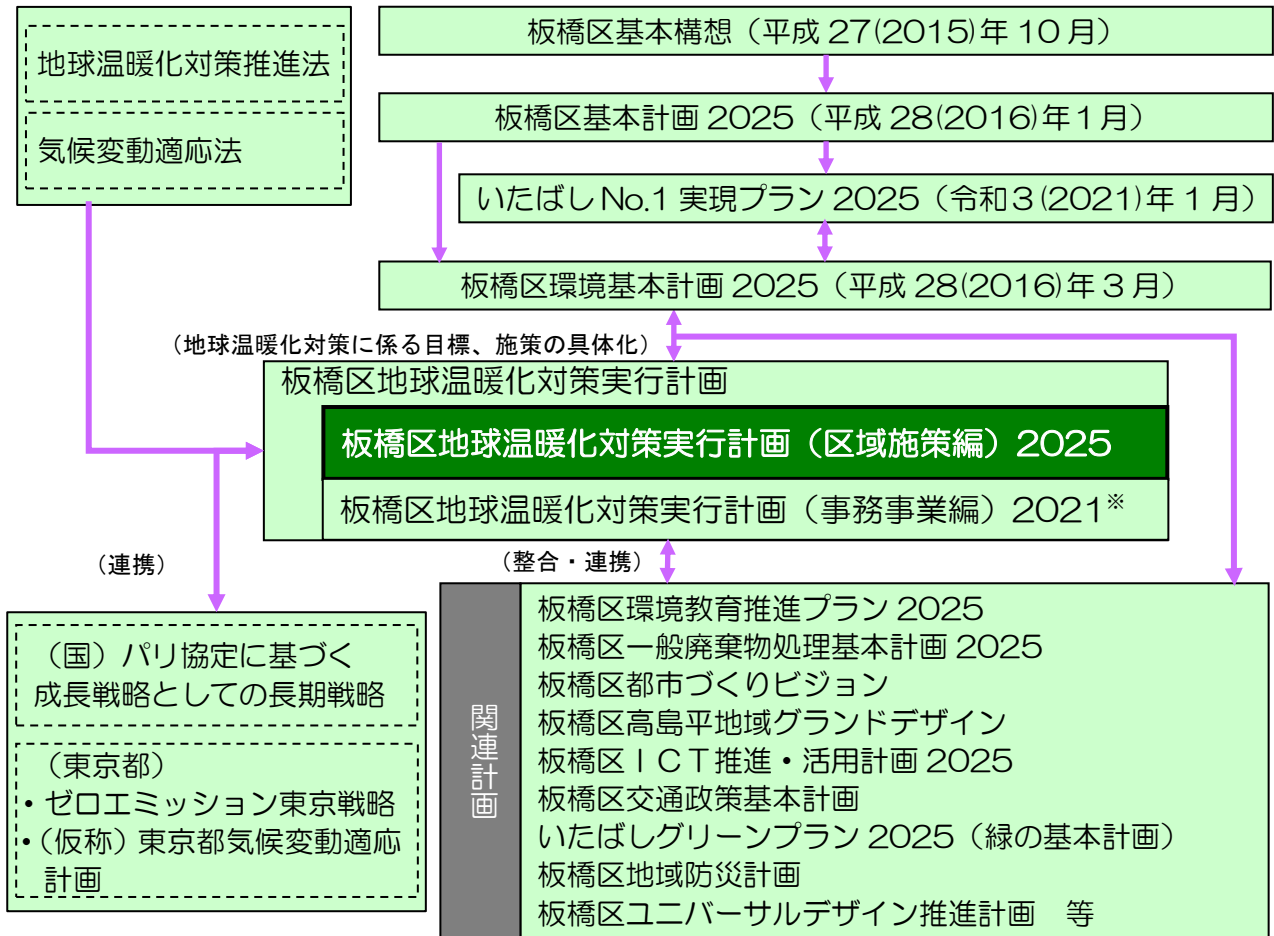 地球温暖化対策推進法
気候変動適応法
板橋区基本構想（平成 27(2015)年 10 月）
板橋区基本計画 2025（平成 28(2016)年１月）
いたばし No.1 実現プラン 2025（令和３(2021)年 1 月）
板橋区環境基本計画 2025（平成 28(2016)年 3 月）
（地球温暖化対策に係る目標、施策の具体化）
板橋区地球温暖化対策実行計画
板橋区地球温暖化対策実行計画（区域施策編）2025
板橋区地球温暖化対策実行計画（事務事業編）2021※
（連携）
（整合・連携）
（国）パリ協定に基づく
成長戦略としての長期戦略
（東京都）
・ゼロエミッション東京戦略
・（仮称）東京都気候変動適応
計画
関連計画
板橋区環境教育推進プラン 2025
板橋区一般廃棄物処理基本計画 2025
板橋区都市づくりビジョン
板橋区高島平地域グランドデザイン
板橋区ＩＣＴ推進・活用計画 2025
板橋区交通政策基本計画
いたばしグリーンプラン 2025（緑の基本計画）
板橋区地域防災計画
板橋区ユニバーサルデザイン推進計画　等